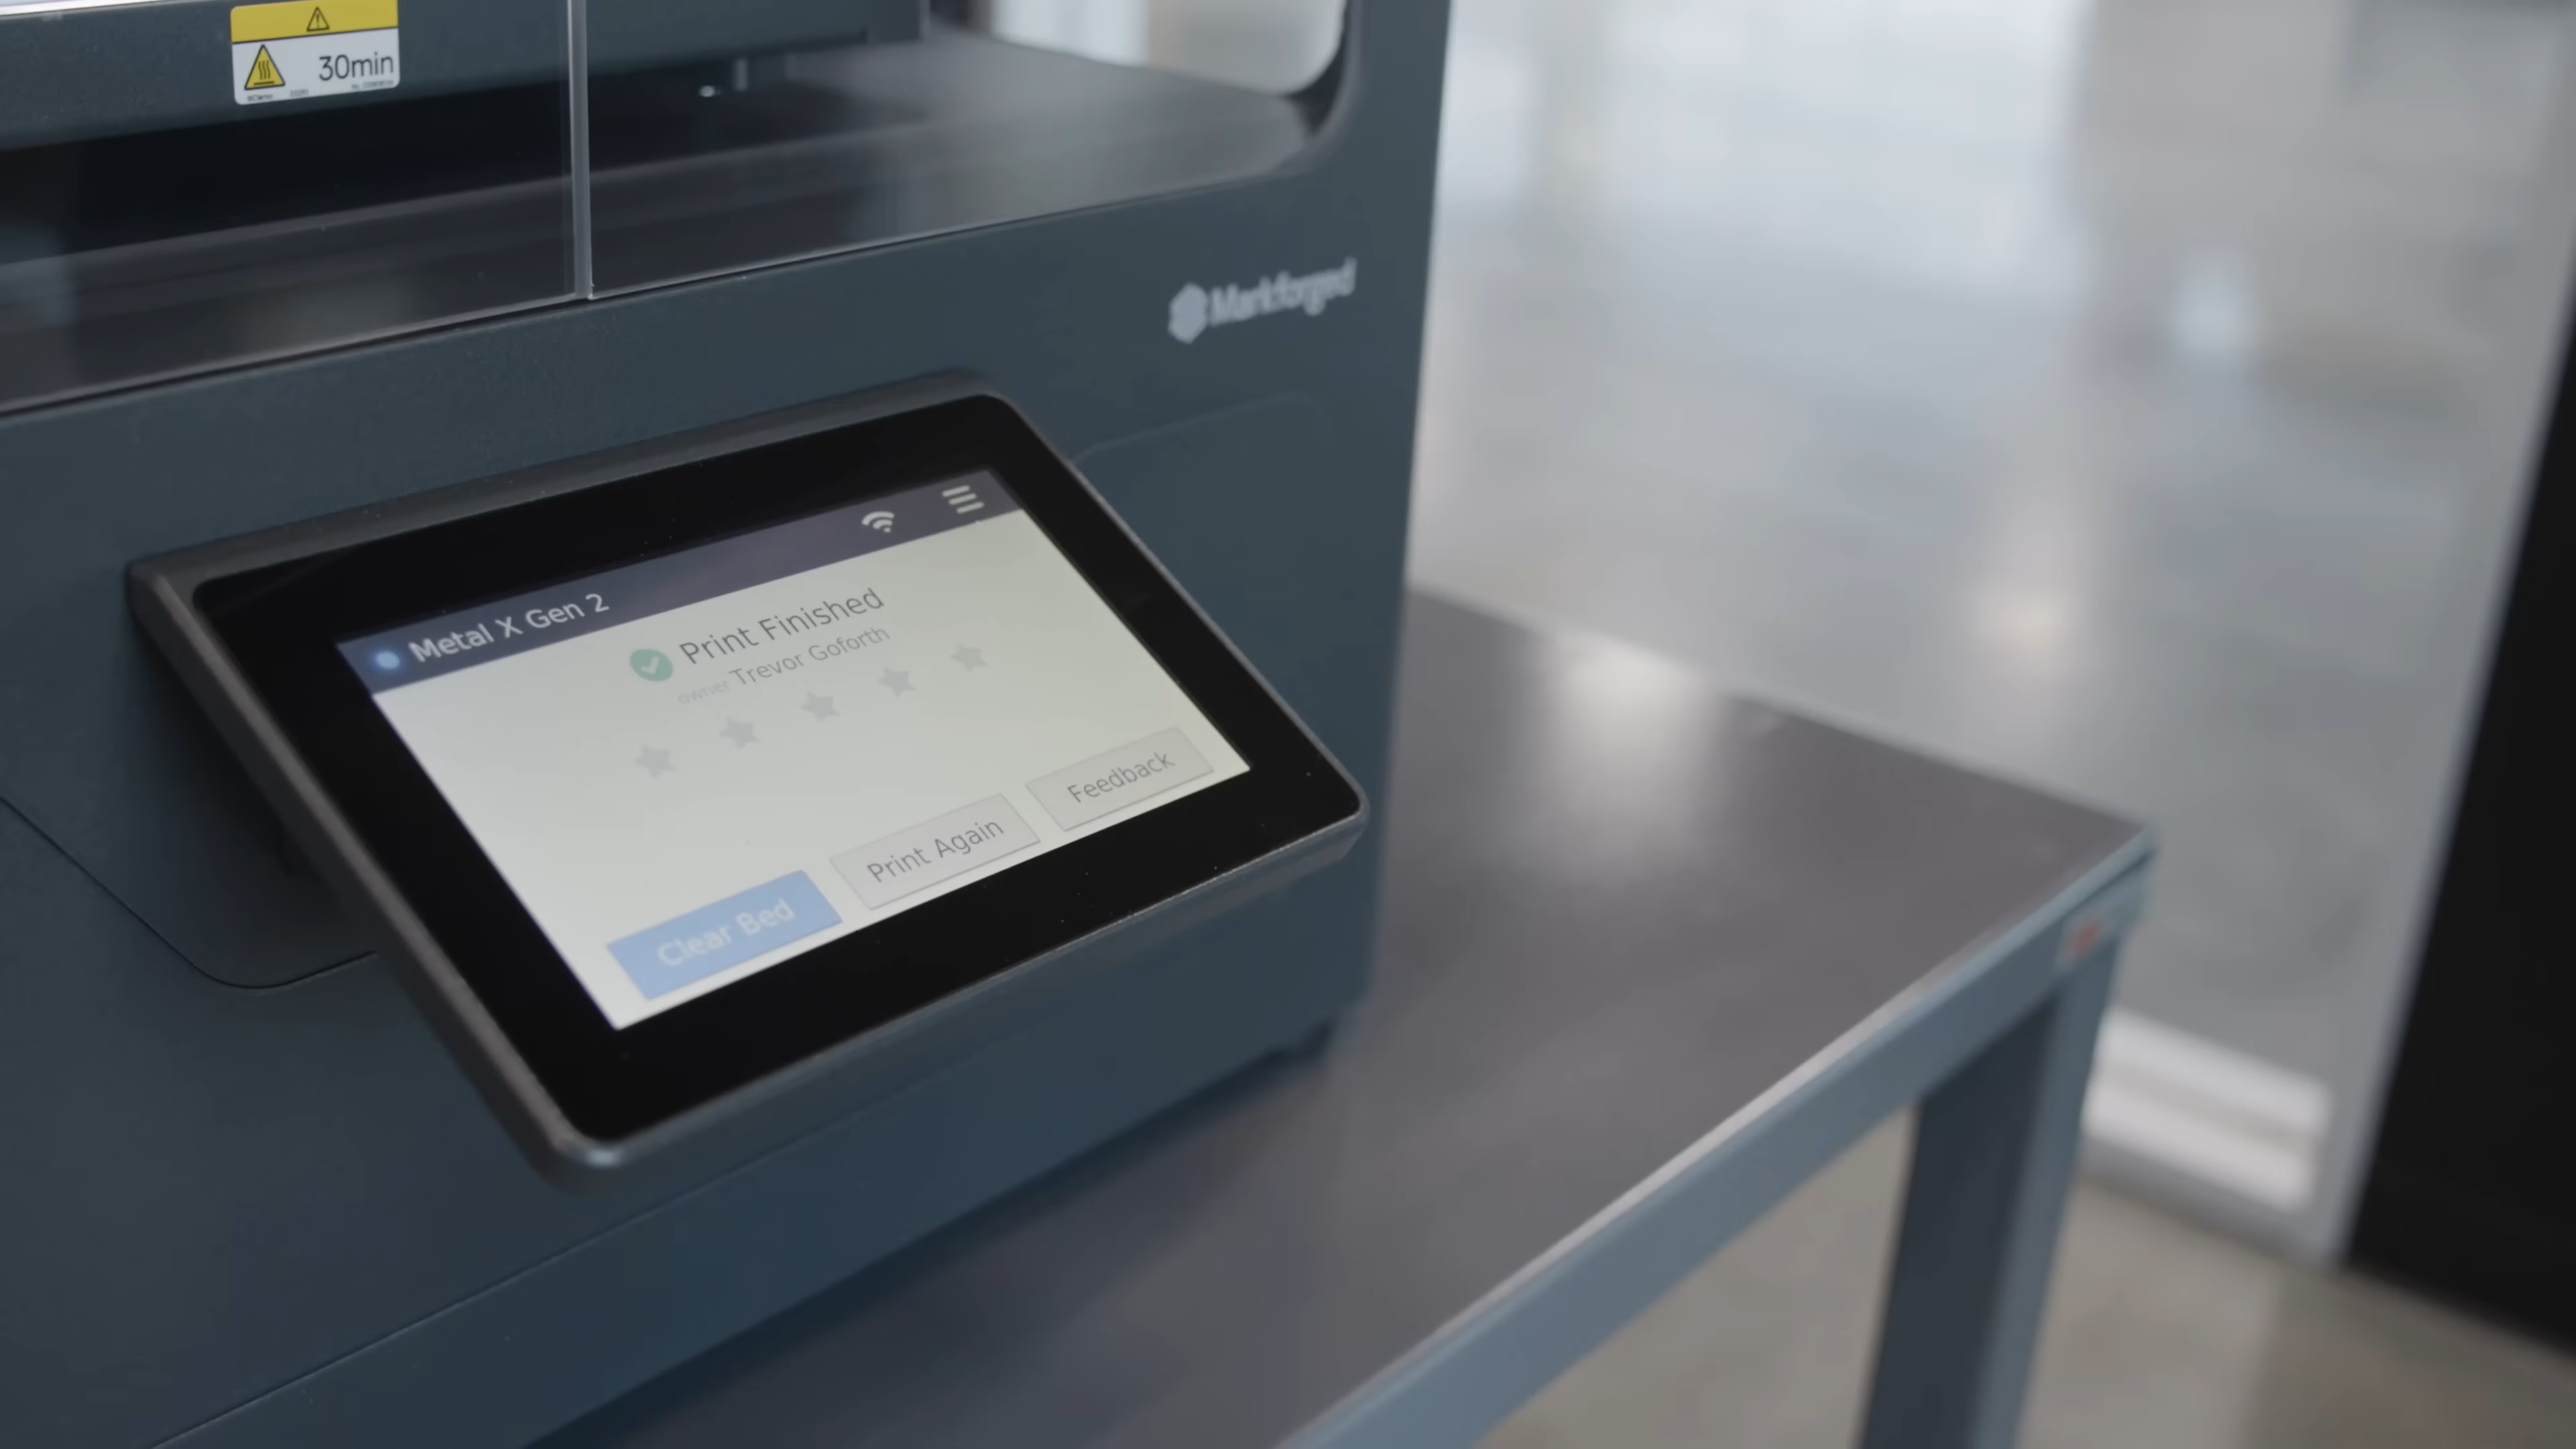 30min
Markforged
Metal X Gen 2
Print Finished
owner Trevor Goforth
Clear Bed
Print Again
Feedback